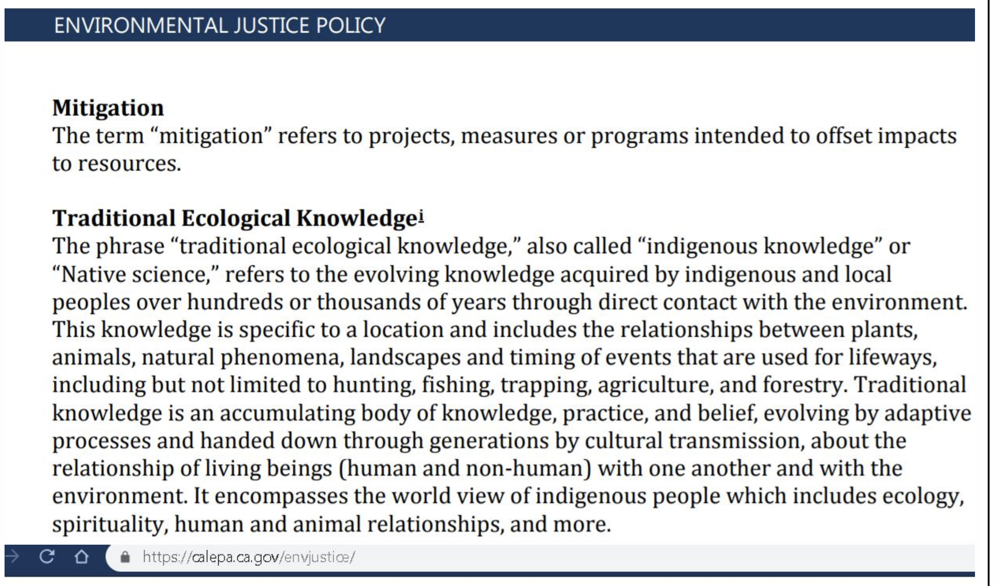 ENVIRONMENTAL JUSTICE POLICY
Mitigation
The term “mitigation” refers to projects, measures or programs intended to offset impacts
to resources.
Traditional Ecological Knowledgeⁱ
The phrase “traditional ecological knowledge,” also called “indigenous knowledge” or
“Native science,” refers to the evolving knowledge acquired by indigenous and local
peoples over hundreds or thousands of years through direct contact with the environment.
This knowledge is specific to a location and includes the relationships between plants,
animals, natural phenomena, landscapes and timing of events that are used for lifeways,
including but not limited to hunting, fishing, trapping, agriculture, and forestry. Traditional
knowledge is an accumulating body of knowledge, practice, and belief, evolving by adaptive
processes and handed down through generations by cultural transmission, about the
relationship of living beings (human and non-human) with one another and with the
environment. It encompasses the world view of indigenous people which includes ecology,
spirituality, human and animal relationships, and more.
https://calepa.ca.gov/envjustice/